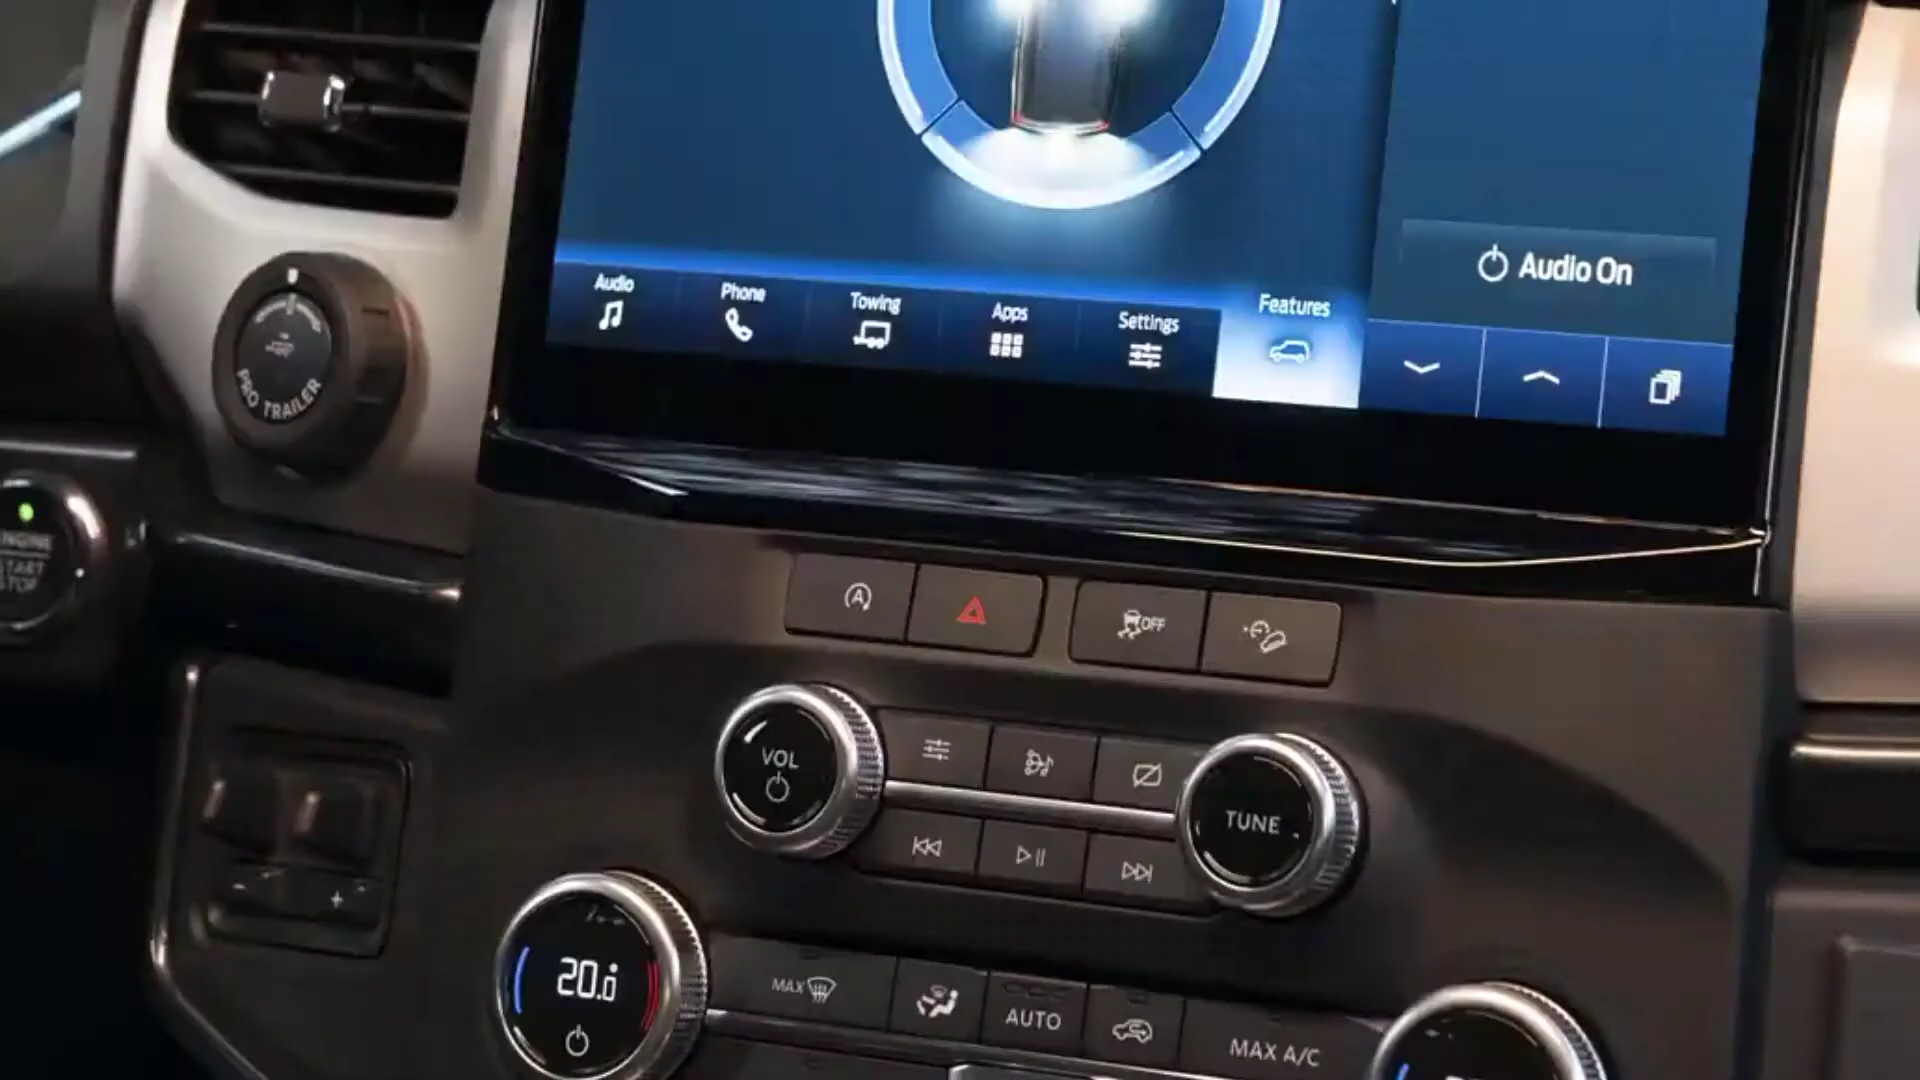 Audio On
Audio
Phone
Towing
Apps
Settings
Features
PRO TRAILER
ENGINE
START
STOP
A
OFF
VOL
TUNE
- +
20.0
MAX
AUTO
MAX A/C